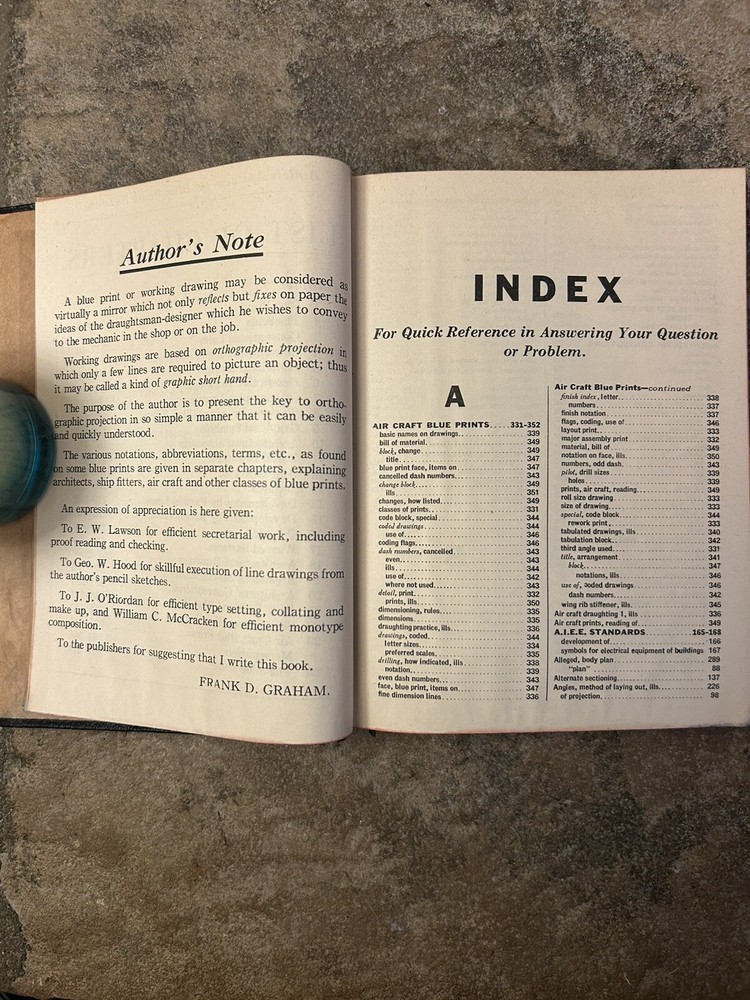 Author's Note
A blue print or working drawing may be considered as
virtually a mirror which not only reflects but fixes on paper the
ideas of the draughtsman-designer which he wishes to convey
to the mechanic in the shop or on the job.
Working drawings are based on orthographic projection in
which only a few lines are required to picture an object; thus
it may be called a kind of graphic short hand.
The purpose of the author is to present the key to ortho-
graphic projection in so simple a manner that it can be easily
and quickly understood.
The various notations, abbreviations, terms, etc., as found
on some blue prints are given in separate chapters, explaining
architects, ship fitters, air craft and other classes of blue prints.
An expression of appreciation is here given:
To E. W. Lawson for efficient secretarial work, including
proof reading and checking.
To Geo. W. Hood for skillful execution of line drawings from
the author's pencil sketches.
To J. J. O'Riordan for efficient type setting, collating and
make up, and William C. McCracken for efficient monotype
composition.
To the publishers for suggesting that I write this book.
FRANK D. GRAHAM.
INDEX
For Quick Reference in Answering Your Question
or Problem.
A
AIR CRAFT BLUE PRINTS.....331-352
basic names on drawings..........339
bill of material..........349
block, change..........349
title..........347
blue print face, items on..........347
cancelled dash numbers..........343
change block..........349
ills..........351
changes, how listed..........349
classes of prints..........331
code block, special..........344
coded drawings..........344
use of..........346
coding flags..........346
dash numbers, cancelled..........343
even..........343
ills..........344
use of..........342
where not used..........343
detail, print..........332
prints, ills..........350
dimensioning, rules..........335
dimensions..........335
draughting practice, ills..........336
drawings, coded..........344
letter sizes..........334
preferred scales..........335
drilling, how indicated, ills..........338
notation..........339
even dash numbers..........343
face, blue print, items on..........347
fine dimension lines..........336
Air Craft Blue Prints—continued
finish index, letter..........338
numbers..........337
finish notation..........337
flags, coding, use of..........346
layout print..........333
major assembly print..........332
material, bill of..........349
notation on face, ills..........350
numbers, odd dash..........343
pilot, drill sizes..........339
holes..........339
prints, air craft, reading..........349
roll size drawing..........333
size of drawing..........333
special, code block..........344
rework print..........333
tabulated drawings, ills..........340
tabulation block..........342
third angle used..........331
title, arrangement..........341
block..........347
notations, ills..........346
use of, coded drawings..........346
dash numbers..........342
wing rib stiffener, ills..........345
Air craft draughting 1, ills..........336
Air craft prints, reading of..........349
A.I.E.E. STANDARDS..........165-168
development of..........166
symbols for electrical equipment of buildings 167
Alleged, body plan..........289
"plan"..........88
Alternate sectioning..........137
Angles, method of laying out, ills..........226
of projection..........98